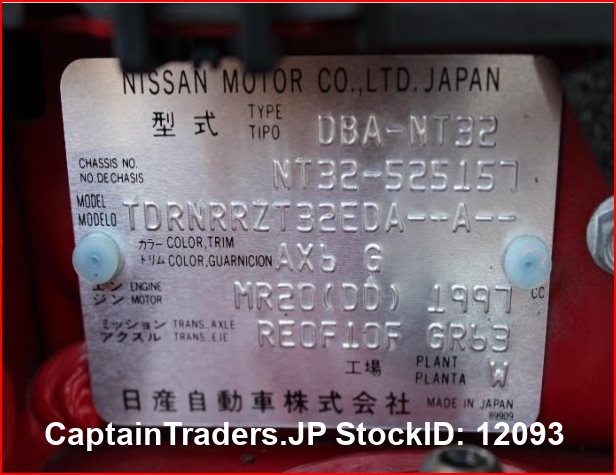 NISSAN MOTOR CO.,LTD. JAPAN
型式 TYPE TIPO DBA-NT32
CHASSIS NO. NO.DE CHASIS NT32-525157
MODEL MODELO TDRNRRZT32EDA--A--
カラー COLOR,TRIM
トリム COLOR,GUARNICION AX6 G
エンジン ENGINE MOTOR MR20(DD) 1997 CC
ミッション TRANS.,AXLE
アクスル TRANS.,EJE RE0F10F GR63
工場 PLANT PLANTA W
日産自動車株式会社 MADE IN JAPAN
89909
CaptainTraders.JP StockID: 12093